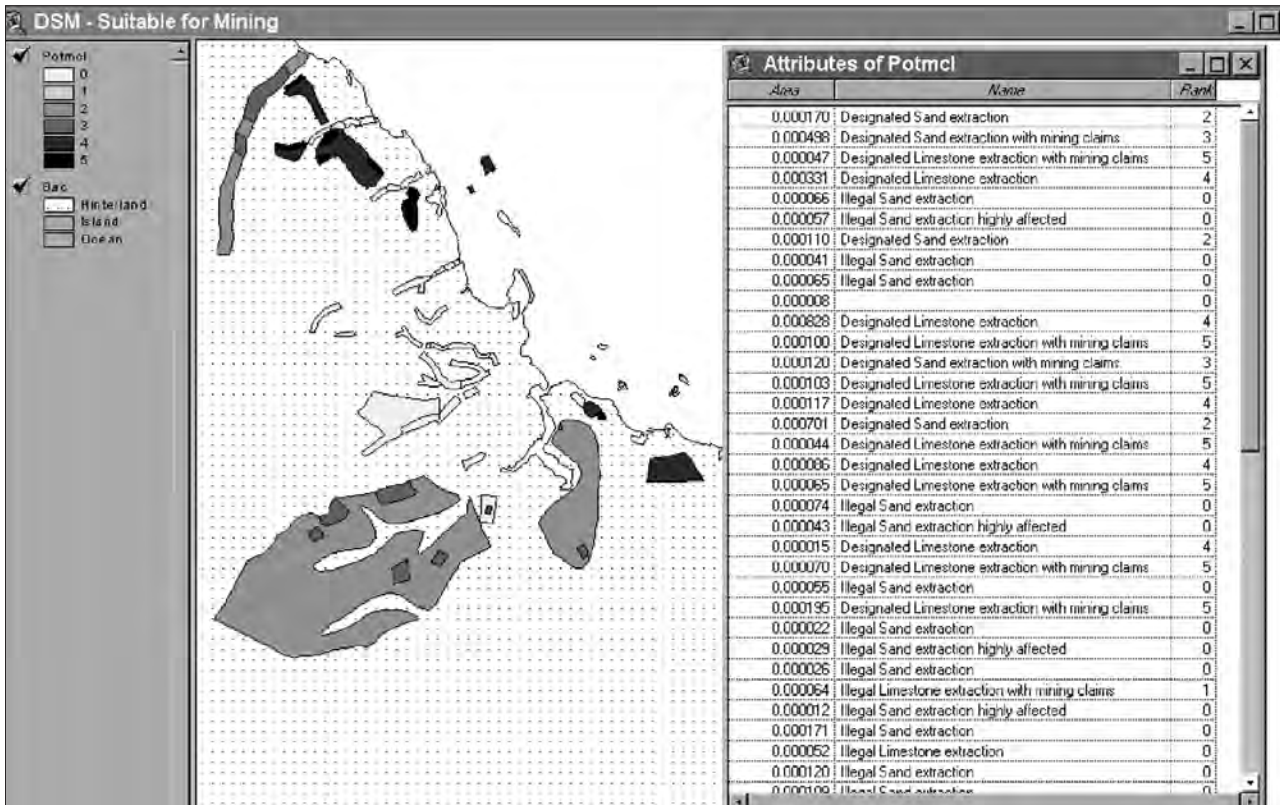 DSM - Suitable for Mining
Potmcl
0
1
2
3
4
5
Bac
Hinterland
Island
Ocean
Attributes of Potmcl
Area Name Rank
0.000170 Designated Sand extraction 2
0.000498 Designated Sand extraction with mining claims 3
0.000047 Designated Limestone extraction with mining claims 5
0.000331 Designated Limestone extraction 4
0.000066 Illegal Sand extraction 0
0.000057 Illegal Sand extraction highly affected 0
0.000110 Designated Sand extraction 2
0.000041 Illegal Sand extraction 0
0.000065 Illegal Sand extraction 0
0.000008 0
0.000828 Designated Limestone extraction 4
0.000100 Designated Limestone extraction with mining claims 5
0.000120 Designated Sand extraction with mining claims 3
0.000103 Designated Limestone extraction with mining claims 5
0.000117 Designated Limestone extraction 4
0.000701 Designated Sand extraction 2
0.000044 Designated Limestone extraction with mining claims 5
0.000086 Designated Limestone extraction 4
0.000065 Designated Limestone extraction with mining claims 5
0.000074 Illegal Sand extraction 0
0.000043 Illegal Sand extraction highly affected 0
0.000015 Designated Limestone extraction 4
0.000070 Designated Limestone extraction with mining claims 5
0.000055 Illegal Sand extraction 0
0.000195 Designated Limestone extraction with mining claims 5
0.000022 Illegal Sand extraction 0
0.000029 Illegal Sand extraction highly affected 0
0.000026 Illegal Sand extraction 0
0.000064 Illegal Limestone extraction with mining claims 1
0.000012 Illegal Sand extraction highly affected 0
0.000171 Illegal Sand extraction 0
0.000052 Illegal Limestone extraction 0
0.000120 Illegal Sand extraction 0
0.000109 Illegal Sand extraction 0